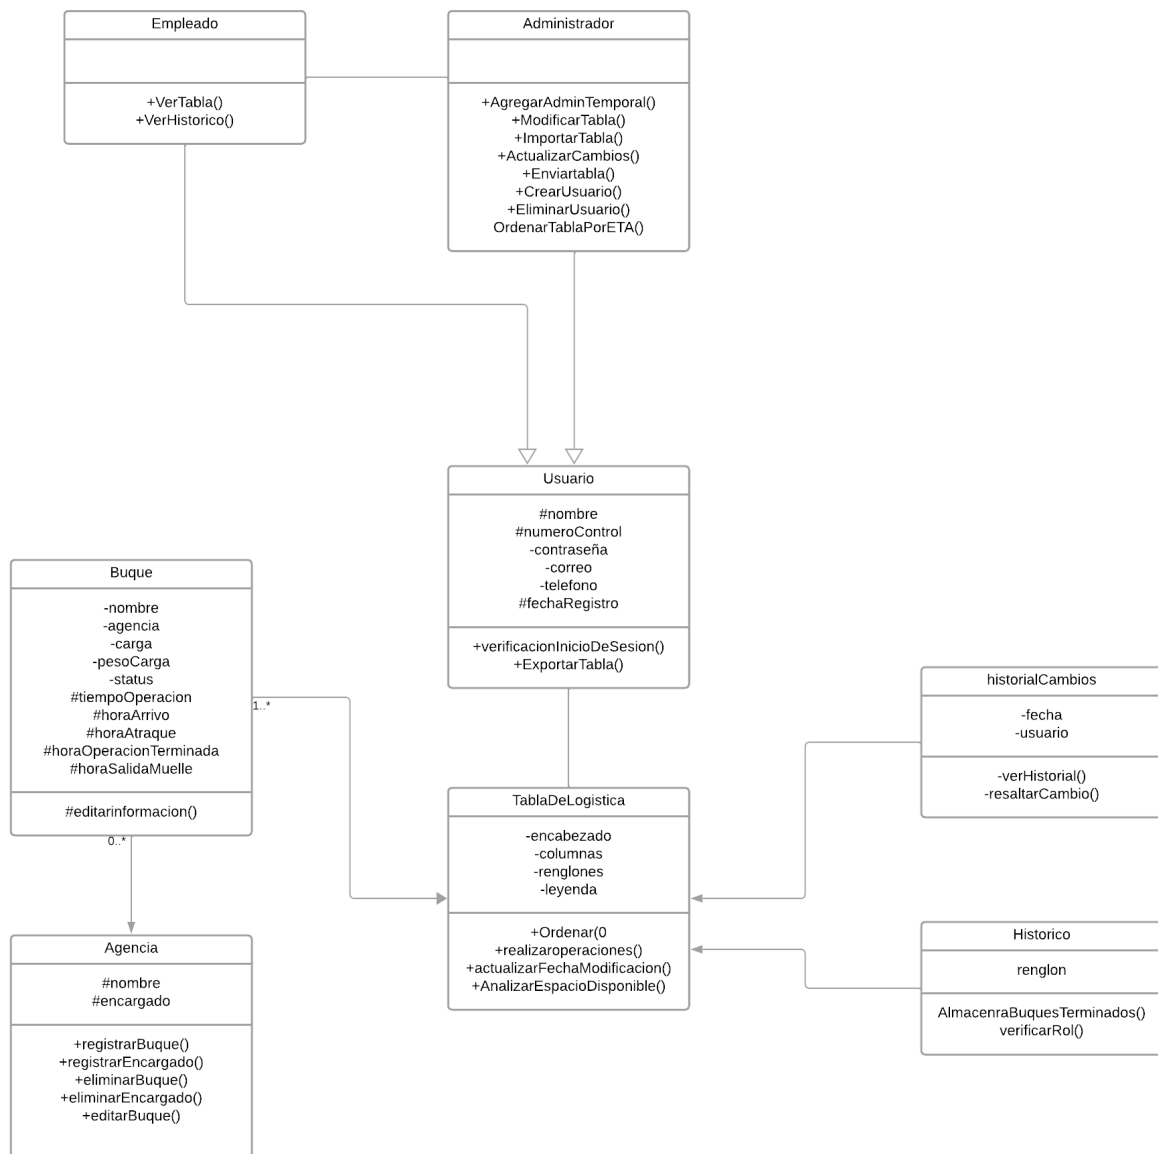 Empleado
+VerTabla()
+VerHistorico()
Administrador
+AgregarAdminTemporal()
+ModificarTabla()
+ImportarTabla()
+ActualizarCambios()
+Enviartabla()
+CrearUsuario()
+EliminarUsuario()
OrdenarTablaPorETA()
Usuario
#nombre
#numeroControl
-contraseña
-correo
-telefono
#fechaRegistro
+verificacionInicioDeSesion()
+ExportarTabla()
Buque
-nombre
-agencia
-carga
-pesoCarga
-status
#tiempoOperacion
#horaArrivo
#horaAtraque
#horaOperacionTerminada
#horaSalidaMuelle
#editarinformacion()
1..*
0..*
historialCambios
-fecha
-usuario
-verHistorial()
-resaltarCambio()
TablaDeLogistica
-encabezado
-columnas
-renglones
-leyenda
+Ordenar(0
+realizaroperaciones()
+actualizarFechaModificacion()
+AnalizarEspacioDisponible()
Historico
renglon
AlmacenraBuquesTerminados()
verificarRol()
Agencia
#nombre
#encargado
+registrarBuque()
+registrarEncargado()
+eliminarBuque()
+eliminarEncargado()
+editarBuque()